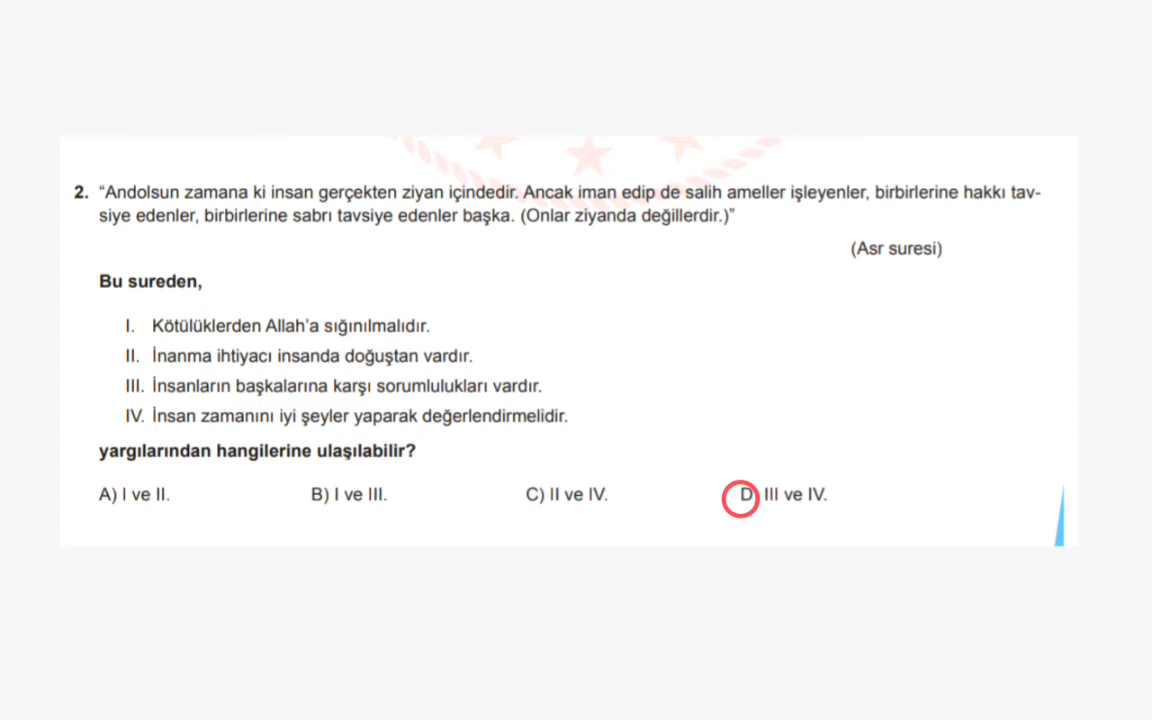 2. “Andolsun zamana ki insan gerçekten ziyan içindedir. Ancak iman edip de salih ameller işleyenler, birbirlerine hakkı tav-
siye edenler, birbirlerine sabrı tavsiye edenler başka. (Onlar ziyanda değillerdir.)”
(Asr suresi)
Bu sureden,
I. Kötülüklerden Allah’a sığınılmalıdır.
II. İnanma ihtiyacı insanda doğuştan vardır.
III. İnsanların başkalarına karşı sorumlulukları vardır.
IV. İnsan zamanını iyi şeyler yaparak değerlendirmelidir.
yargılarından hangilerine ulaşılabilir?
A) I ve II. B) I ve III. C) II ve IV. D) III ve IV.